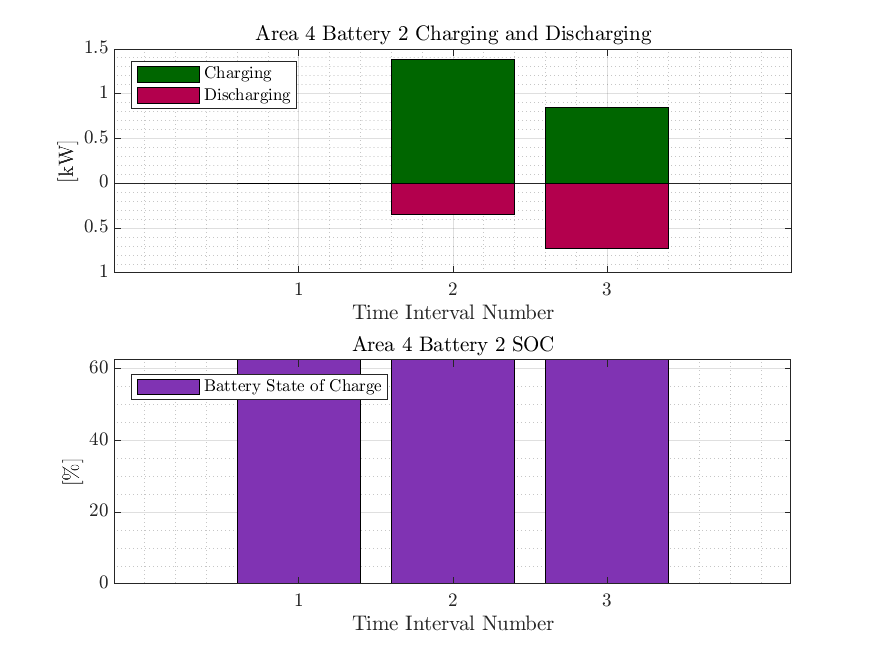 Area 4 Battery 2 Charging and Discharging
1.5
1
0.5
0
0.5
1
[kW]
Charging
Discharging
1 2 3
Time Interval Number
Area 4 Battery 2 SOC
60
40
20
0
[%]
Battery State of Charge
1 2 3
Time Interval Number